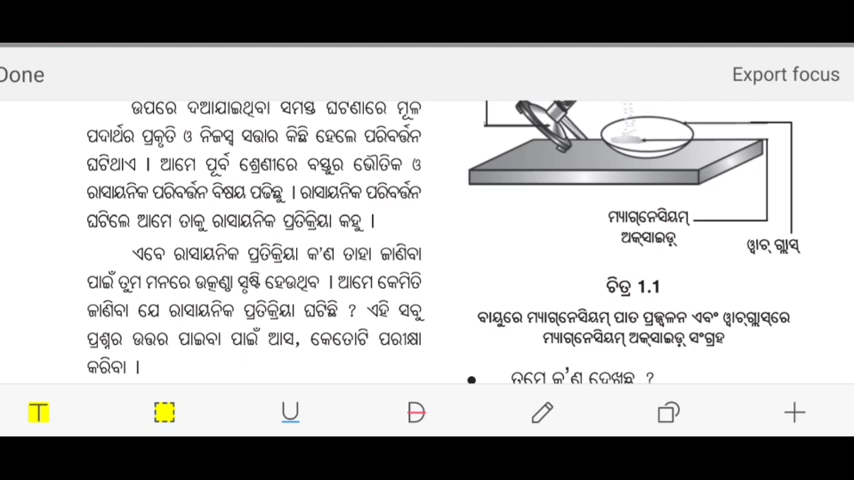 Done
Export focus
ଉପରେ ଦିଆଯାଇଥିବା ସମସ୍ତ ଘଟଣାରେ ମୂଳ
ପଦାର୍ଥର ପ୍ରକୃତି ଓ ନିଜସ୍ୱ ସତ୍ତାର କିଛି ହେଲେ ପରିବର୍ତ୍ତନ
ଘଟିଥାଏ । ଆମେ ପୂର୍ବ ଶ୍ରେଣୀରେ ବସ୍ତୁର ଭୌତିକ ଓ
ରାସାୟନିକ ପରିବର୍ତ୍ତନ ବିଷୟ ପଢିଛୁ । ରାସାୟନିକ ପରିବର୍ତ୍ତନ
ଘଟିଲେ ଆମେ ତାକୁ ରାସାୟନିକ ପ୍ରତିକ୍ରିୟା କହୁ ।
ଏବେ ରାସାୟନିକ ପ୍ରତିକ୍ରିୟା କ'ଣ ତାହା ଜାଣିବା
ପାଇଁ ତୁମ ମନରେ ଉତ୍କଣ୍ଠା ସୃଷ୍ଟି ହେଉଥିବ । ଆମେ କେମିତି
ଜାଣିବା ଯେ ରାସାୟନିକ ପ୍ରତିକ୍ରିୟା ଘଟିଛି ? ଏହି ସବୁ
ପ୍ରଶ୍ନର ଉତ୍ତର ପାଇବା ପାଇଁ ଆସ, କେତୋଟି ପରୀକ୍ଷା
କରିବା ।
ମ୍ୟାଗ୍‌ନେସିୟମ୍
ଅକ୍‌ସାଇଡ୍
ୱାଚ୍ ଗ୍ଲାସ୍
ଚିତ୍ର 1.1
ବାୟୁରେ ମ୍ୟାଗ୍‌ନେସିୟମ୍ ପାତ ପ୍ରଜ୍ଜ୍ୱଳନ ଏବଂ ୱାଚ୍‌ଗ୍ଲାସ୍‌ରେ
ମ୍ୟାଗ୍‌ନେସିୟମ୍ ଅକ୍‌ସାଇଡ୍ ସଂଗ୍ରହ
• ତୁମେ କ'ଣ ଦେଖୁଛ ?